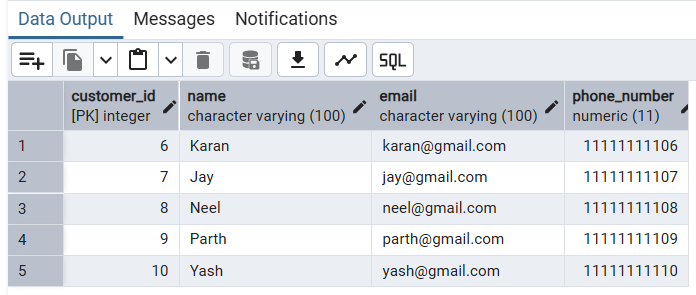 Data Output Messages Notifications
SQL
customer_id name email phone_number
[PK] integer character varying (100) character varying (100) numeric (11)
1 6 Karan karan@gmail.com 11111111106
2 7 Jay jay@gmail.com 11111111107
3 8 Neel neel@gmail.com 11111111108
4 9 Parth parth@gmail.com 11111111109
5 10 Yash yash@gmail.com 11111111110